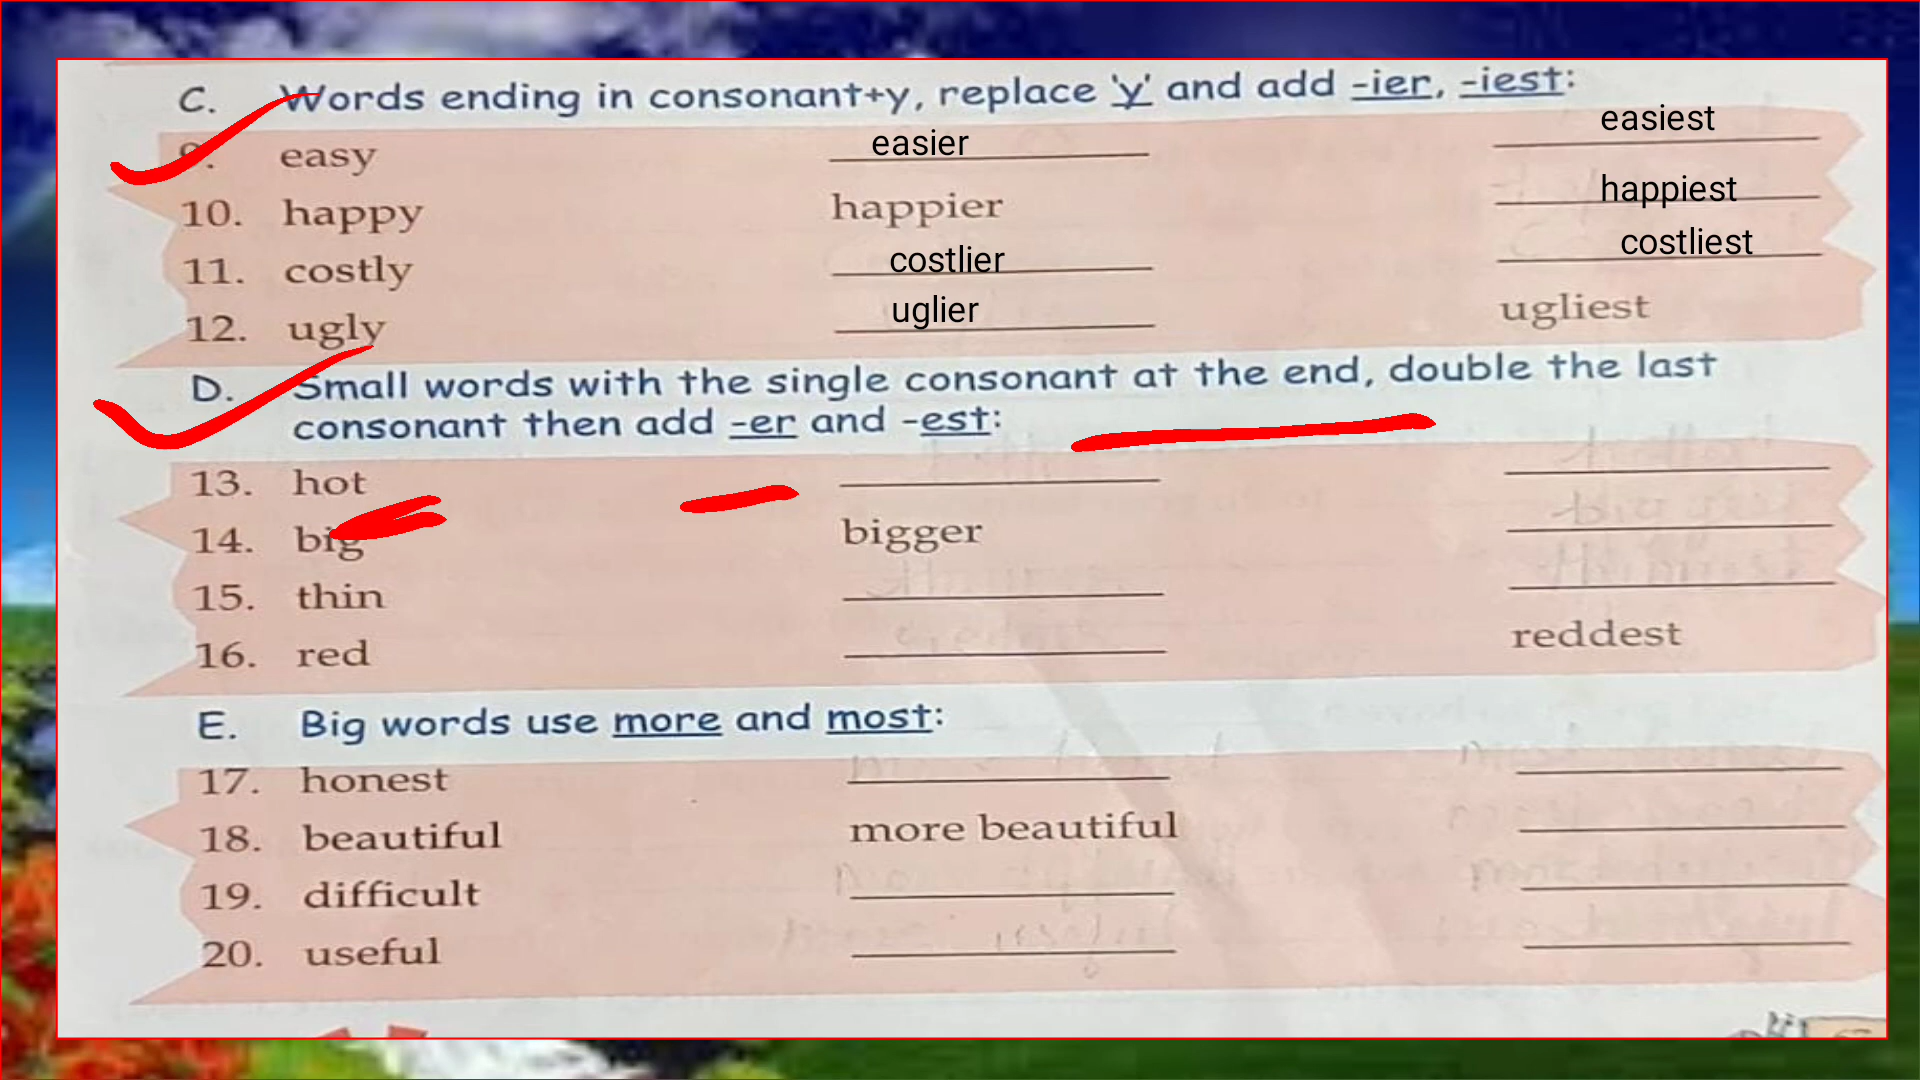 C. Words ending in consonant+y, replace 'y' and add -ier, -iest:
9. easy easier easiest
10. happy happier happiest
11. costly costlier costliest
12. ugly uglier ugliest
D. Small words with the single consonant at the end, double the last
consonant then add -er and -est:
13. hot
14. big bigger
15. thin
16. red reddest
E. Big words use more and most:
17. honest
18. beautiful more beautiful
19. difficult
20. useful